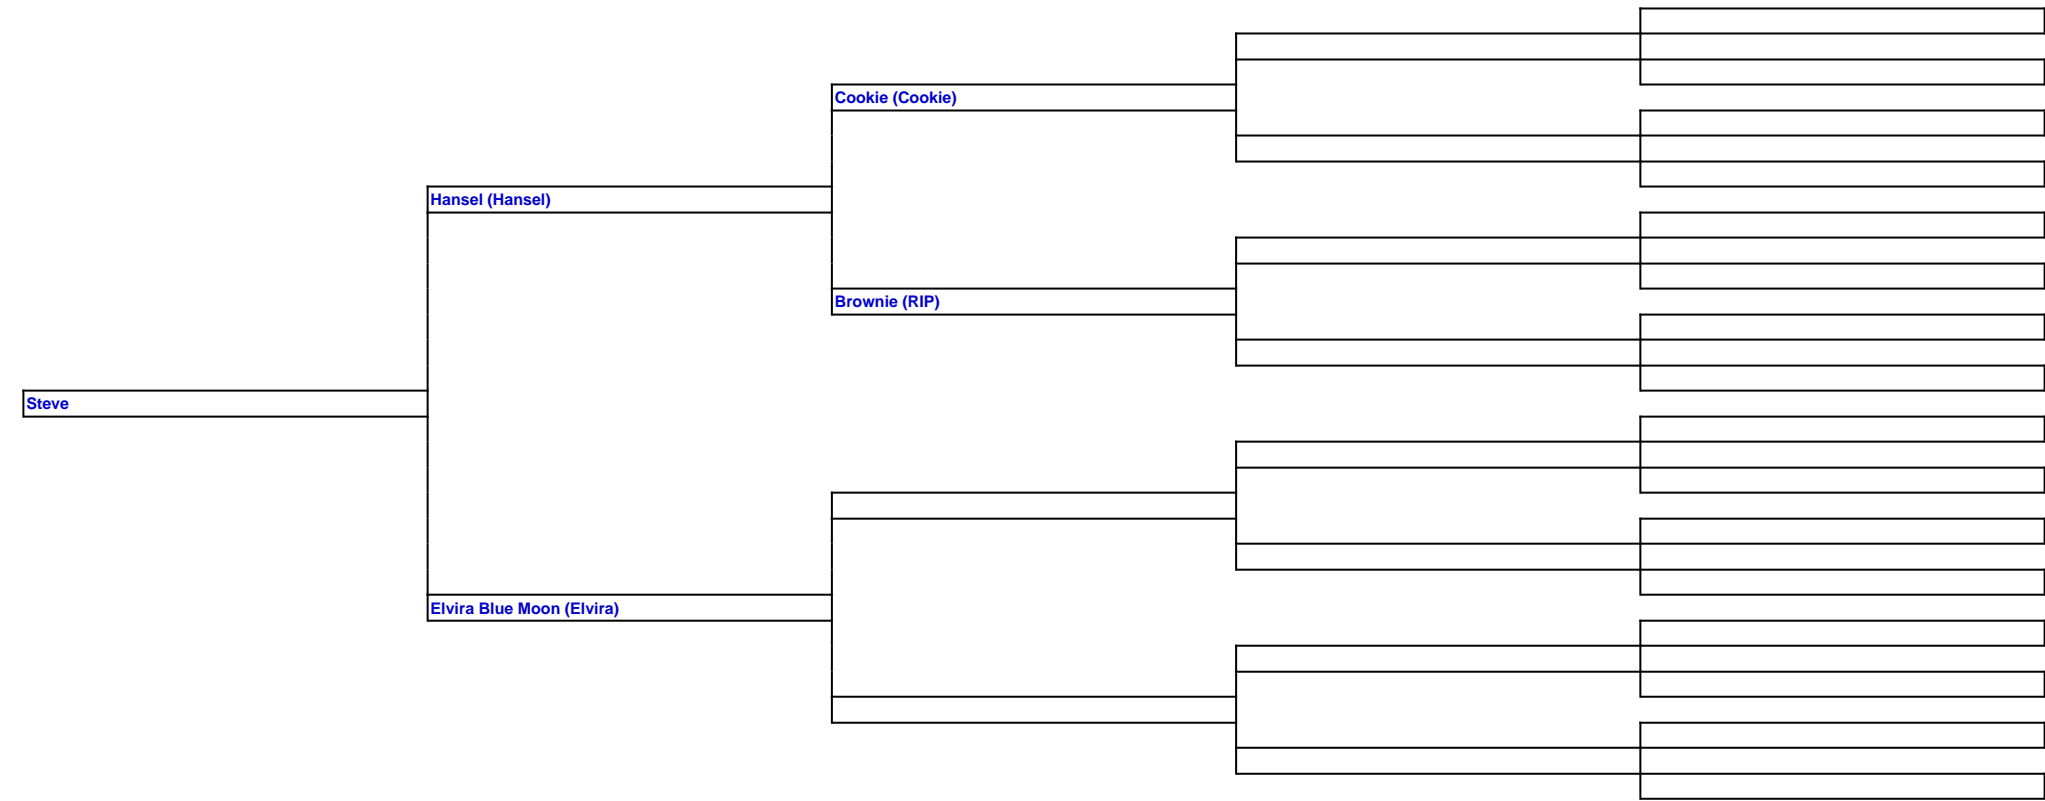 Cookie (Cookie)
Hansel (Hansel)
Brownie (RIP)
Steve
Elvira Blue Moon (Elvira)